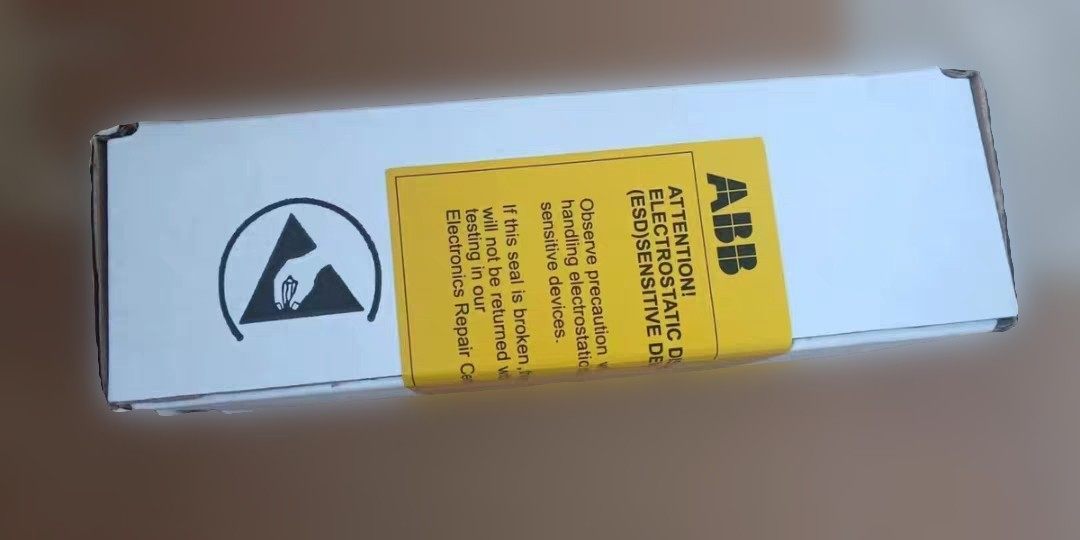 ABB
ATTENTION!
ELECTROSTATIC
(ESD)SENSITIVE
Observe precaution
handling electrostatic
sensitive devices.
If this seal is broken,
will not be returned
testing in our
Electronics Repair